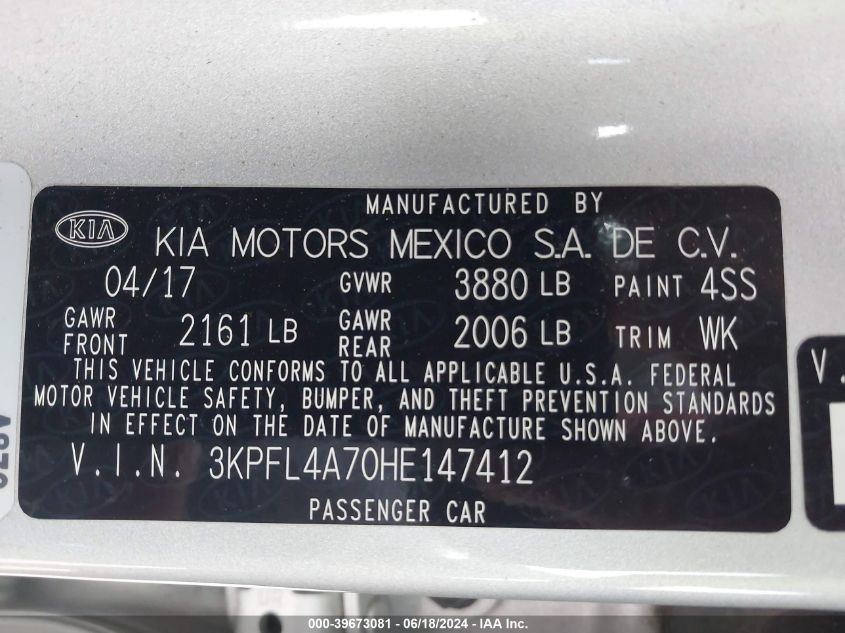 MANUFACTURED BY
KIA KIA MOTORS MEXICO S.A. DE C.V.
04/17 GVWR 3880 LB PAINT 4SS
GAWR FRONT 2161 LB GAWR REAR 2006 LB TRIM WK
THIS VEHICLE CONFORMS TO ALL APPLICABLE U.S.A. FEDERAL
MOTOR VEHICLE SAFETY, BUMPER, AND THEFT PREVENTION STANDARDS
IN EFFECT ON THE DATE OF MANUFACTURE SHOWN ABOVE.
V.I.N. 3KPFL4A70HE147412
PASSENGER CAR
V.
000-39673081 - 06/18/2024 - IAA Inc.